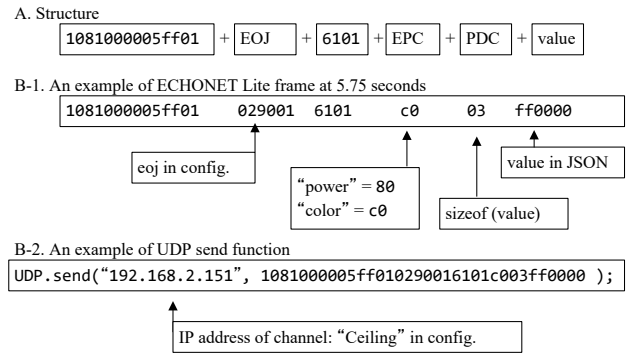 A. Structure
1081000005ff01 + EOJ + 6101 + EPC + PDC + value
B-1. An example of ECHONET Lite frame at 5.75 seconds
1081000005ff01 029001 6101 c0 03 ff0000
eoj in config.
“power” = 80
“color” = c0
sizeof (value)
value in JSON
B-2. An example of UDP send function
UDP.send(“192.168.2.151”, 1081000005ff010290016101c003ff0000 );
IP address of channel: “Ceiling” in config.